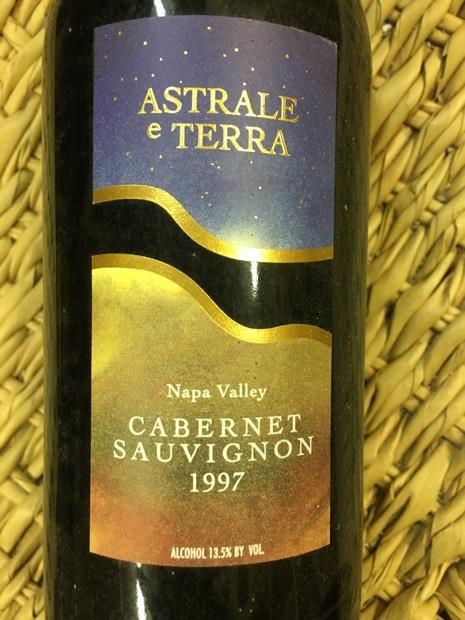 ASTRALE
e TERRA
Napa Valley
CABERNET
SAUVIGNON
1997
ALCOHOL 13.5% BY VOL.